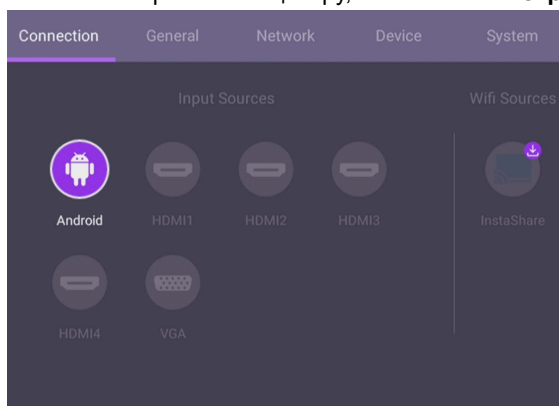 Connection General Network Device System
Input Sources Wifi Sources
Android HDMI1 HDMI2 HDMI3 InstaShare
HDMI4 VGA